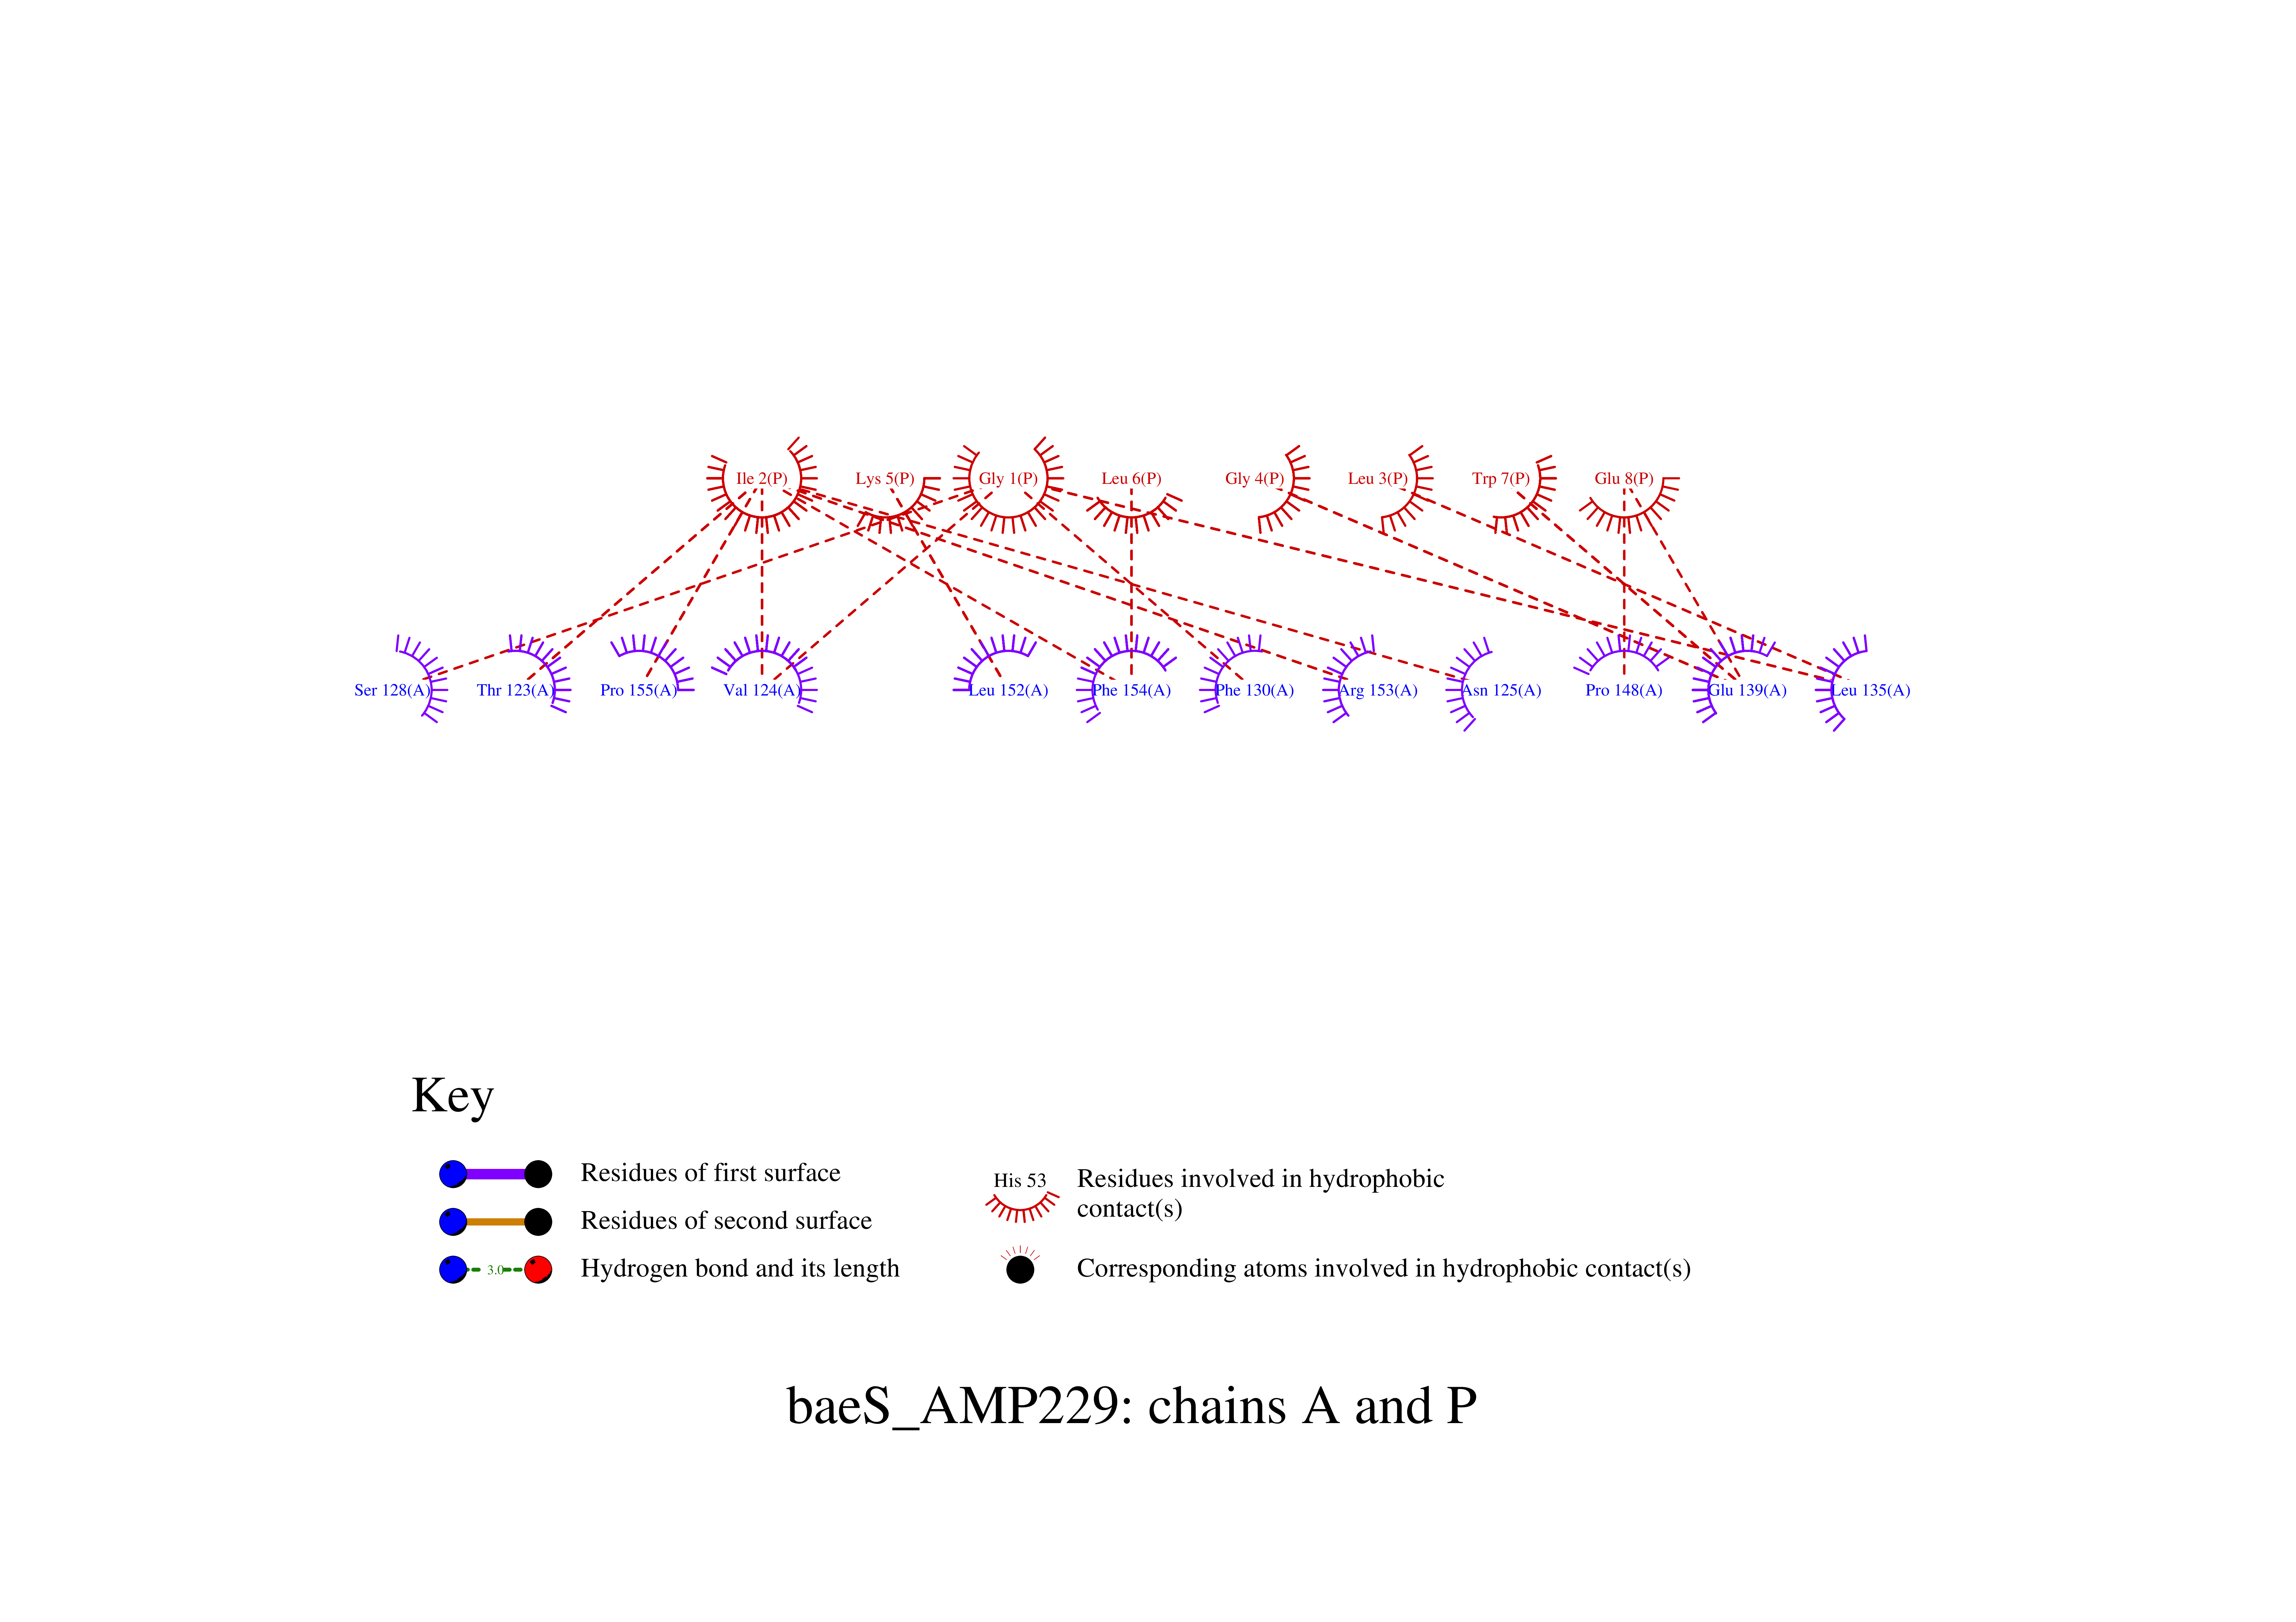 Ile 2(P) Lys 5(P) Gly 1(P) Leu 6(P) Gly 4(P) Leu 3(P) Trp 7(P) Glu 8(P)
Ser 128(A) Thr 123(A) Pro 155(A) Val 124(A) Leu 152(A) Phe 154(A) Phe 130(A) Arg 153(A) Asn 125(A) Pro 148(A) Glu 139(A) Leu 135(A)
Key
Residues of first surface
Residues of second surface
3.0 Hydrogen bond and its length
His 53 Residues involved in hydrophobic
contact(s)
Corresponding atoms involved in hydrophobic contact(s)
baeS_AMP229: chains A and P